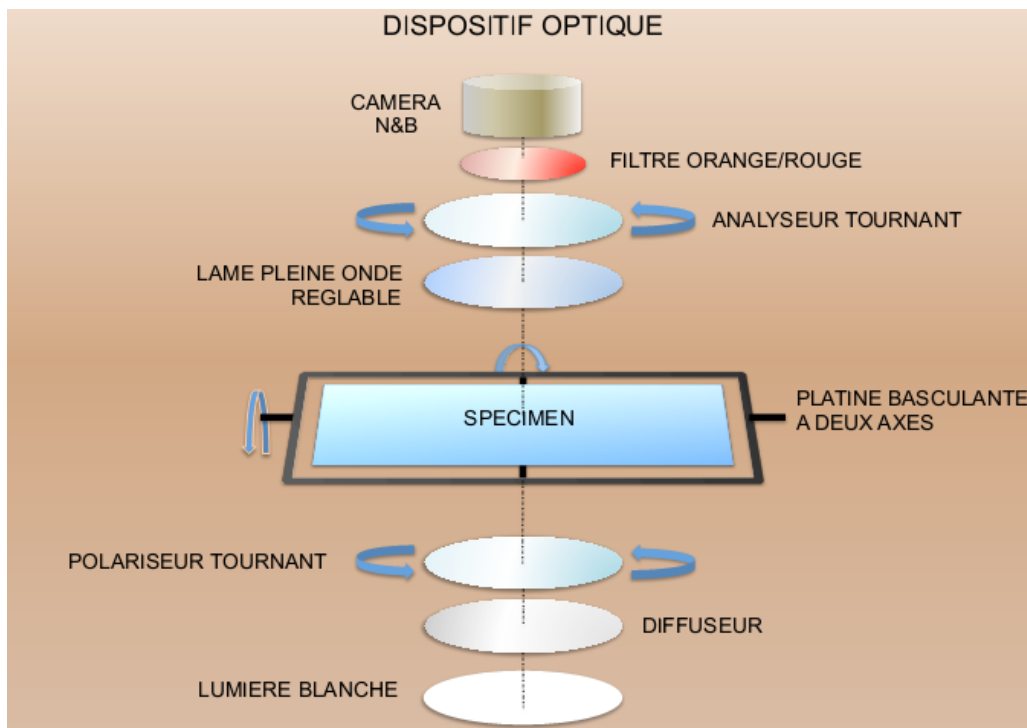 DISPOSITIF OPTIQUE
CAMERA
N&B
FILTRE ORANGE/ROUGE
ANALYSEUR TOURNANT
LAME PLEINE ONDE
REGLABLE
SPECIMEN
PLATINE BASCULANTE
A DEUX AXES
POLARISEUR TOURNANT
DIFFUSEUR
LUMIERE BLANCHE